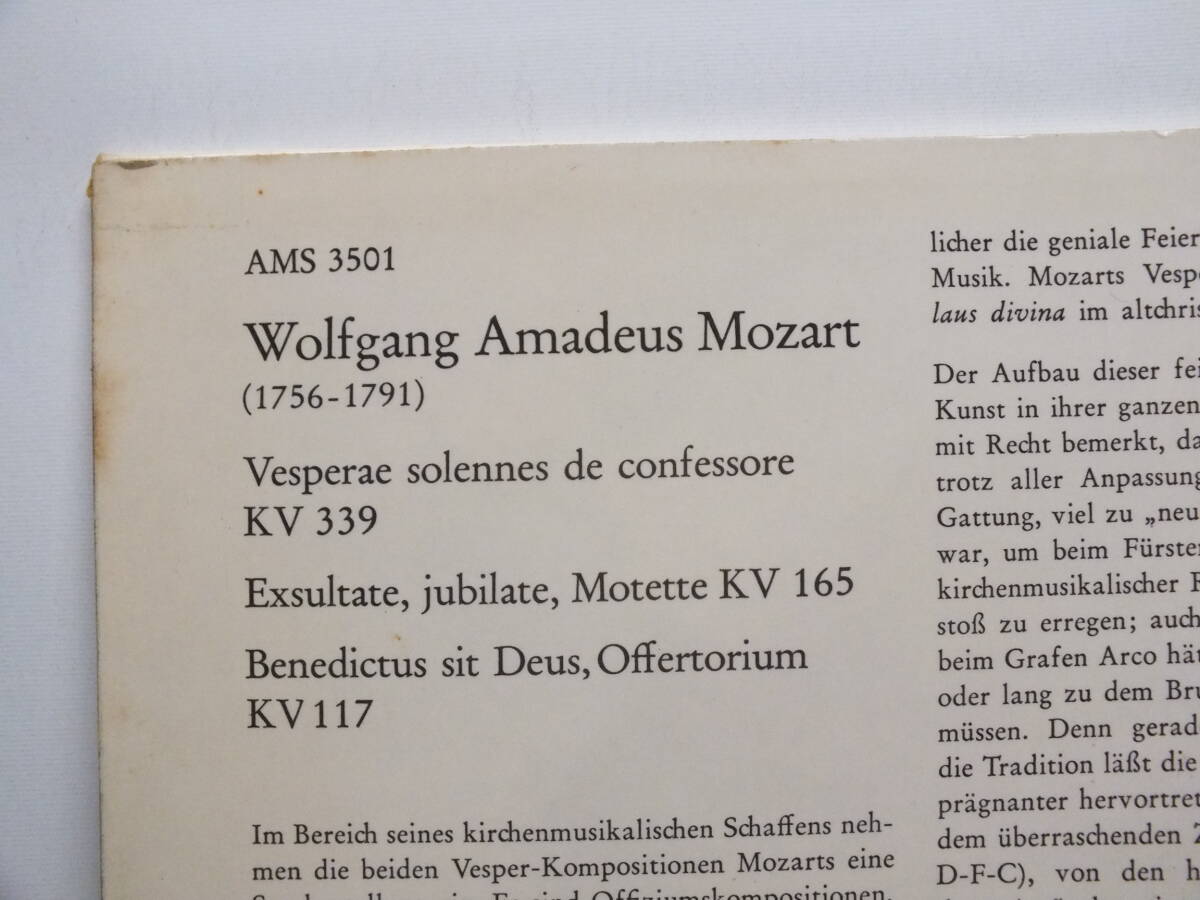 AMS 3501
Wolfgang Amadeus Mozart
(1756-1791)
Vesperae solennes de confessore
KV 339
Exsultate, jubilate, Motette KV 165
Benedictus sit Deus, Offertorium
KV 117
Im Bereich seines kirchenmusikalischen Schaffens neh-
men die beiden Vesper-Kompositionen Mozarts eine
Es sind Offiziumskompositionen,
licher die geniale Feier
Musik. Mozarts Vespe
laus divina im altchris
Der Aufbau dieser fei
Kunst in ihrer ganzen
mit Recht bemerkt, da
trotz aller Anpassung
Gattung, viel zu „neu
war, um beim Fürster
kirchenmusikalischer
stoß zu erregen; auch
beim Grafen Arco hät
oder lang zu dem Bru
müssen. Denn gerad
die Tradition läßt die
prägnanter hervortret
dem überraschenden Z
D-F-C), von den h